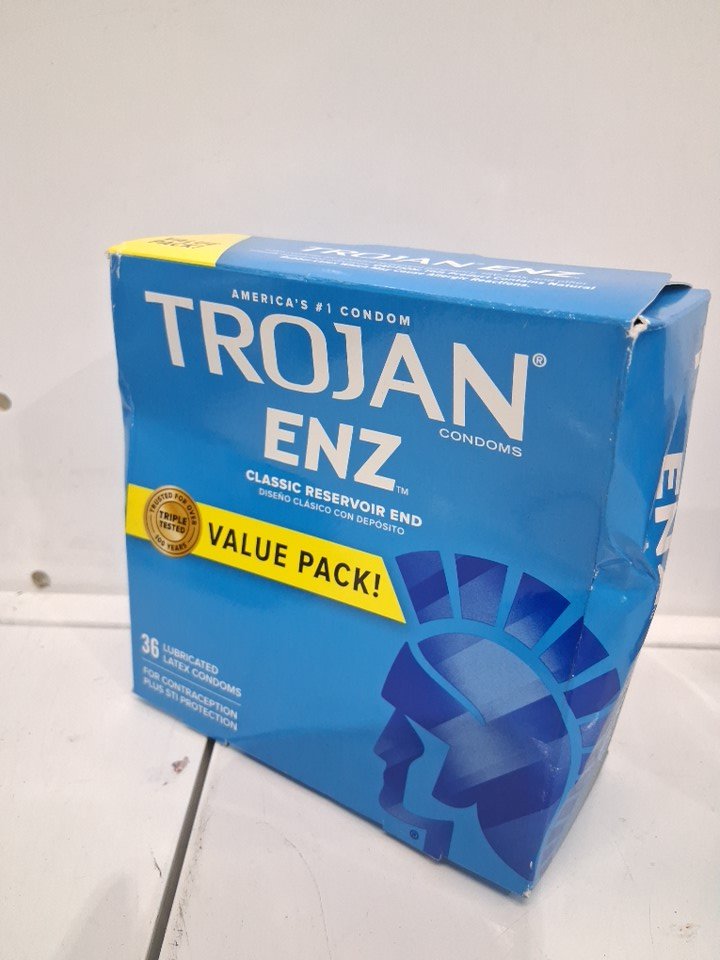 VALUE
PACK!
TROJAN ENZ
AMERICA'S #1 CONDOM
TROJAN®
CONDOMS
ENZ™
CLASSIC RESERVOIR END
DISEÑO CLÁSICO CON DEPÓSITO
TRUSTED FOR OVER
TRIPLE
TESTED
100 YEARS
VALUE PACK!
36 LUBRICATED
LATEX CONDOMS
FOR CONTRACEPTION
PLUS STI PROTECTION
®